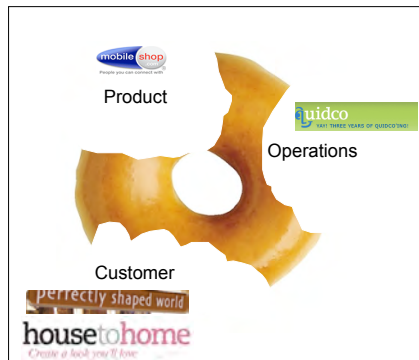 mobile shop
People you can connect with
Product
Quidco
YAY! THREE YEARS OF QUIDCO'ING!
Operations
Customer
perfectly shaped world
housetohome
Create a look you'll love